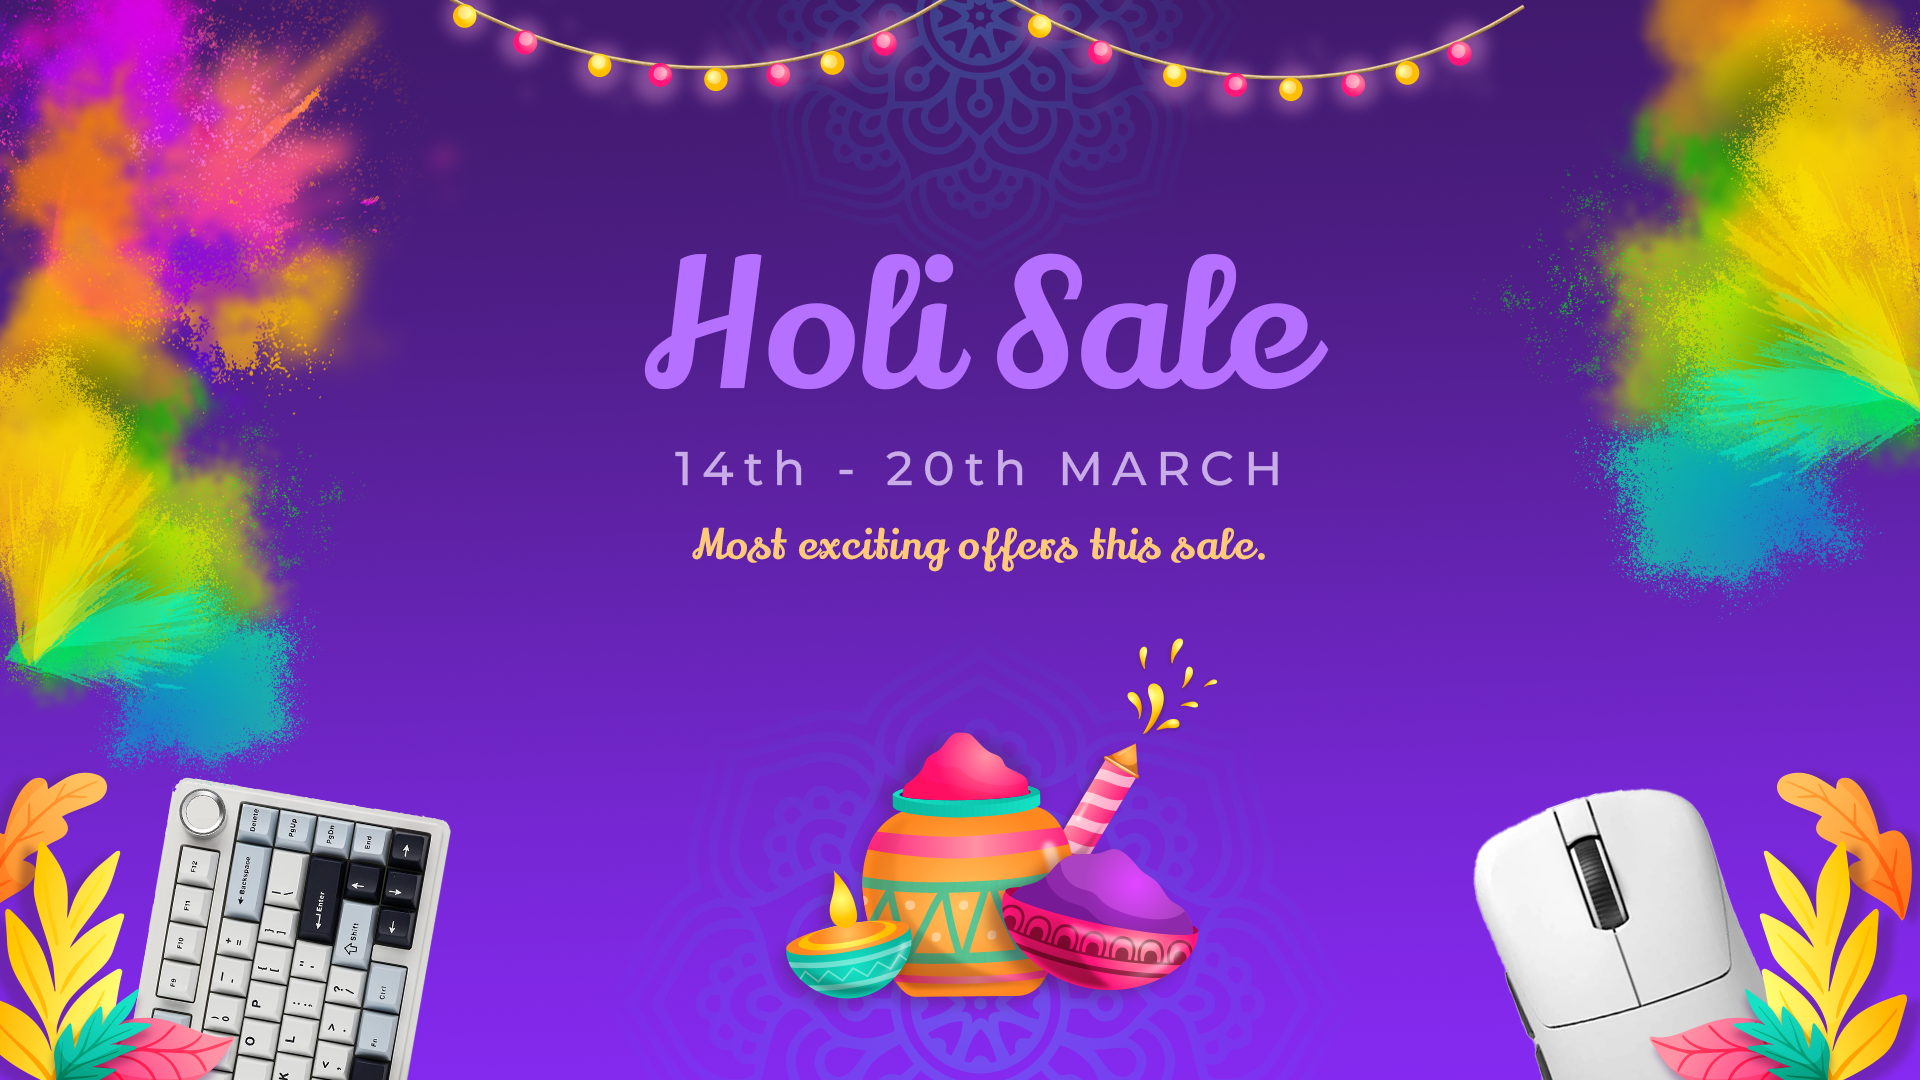 Holi Sale
14th - 20th MARCH
Most exciting offers this sale.
Delete
PgUp
PgDn
End
F12
Backspace
F11
Enter
Shift
F10
F9
Ctrl
Fn
P
O
L
K